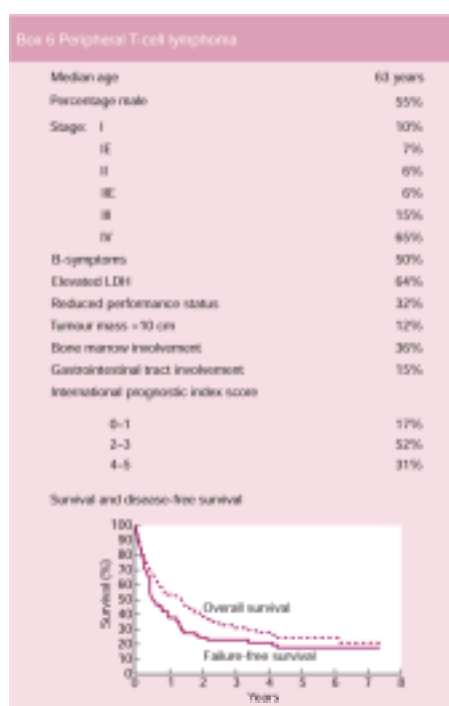 Box 6 Peripheral T-cell lymphoma
Median age 63 years
Percentage male 55%
Stage: I 10%
IE 7%
II 6%
IIE 6%
III 15%
IV 65%
B-symptoms 50%
Elevated LDH 64%
Reduced performance status 32%
Tumour mass >10 cm 12%
Bone marrow involvement 36%
Gastrointestinal tract involvement 15%
International prognostic index score
0–1 17%
2–3 52%
4–5 31%
Survival and disease-free survival
Survival (%)
100
90
80
70
60
50
40
30
20
10
0
Overall survival
Failure-free survival
0 1 2 3 4 5 6 7 8
Years